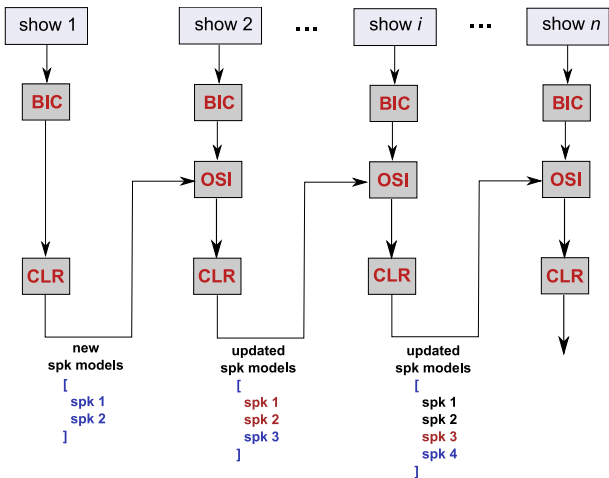 show 1
show 2
...
show i
...
show n
BIC
BIC
BIC
BIC
OSI
OSI
OSI
CLR
CLR
CLR
CLR
new
spk models
[
spk 1
spk 2
]
updated
spk models
[
spk 1
spk 2
spk 3
]
updated
spk models
[
spk 1
spk 2
spk 3
spk 4
]